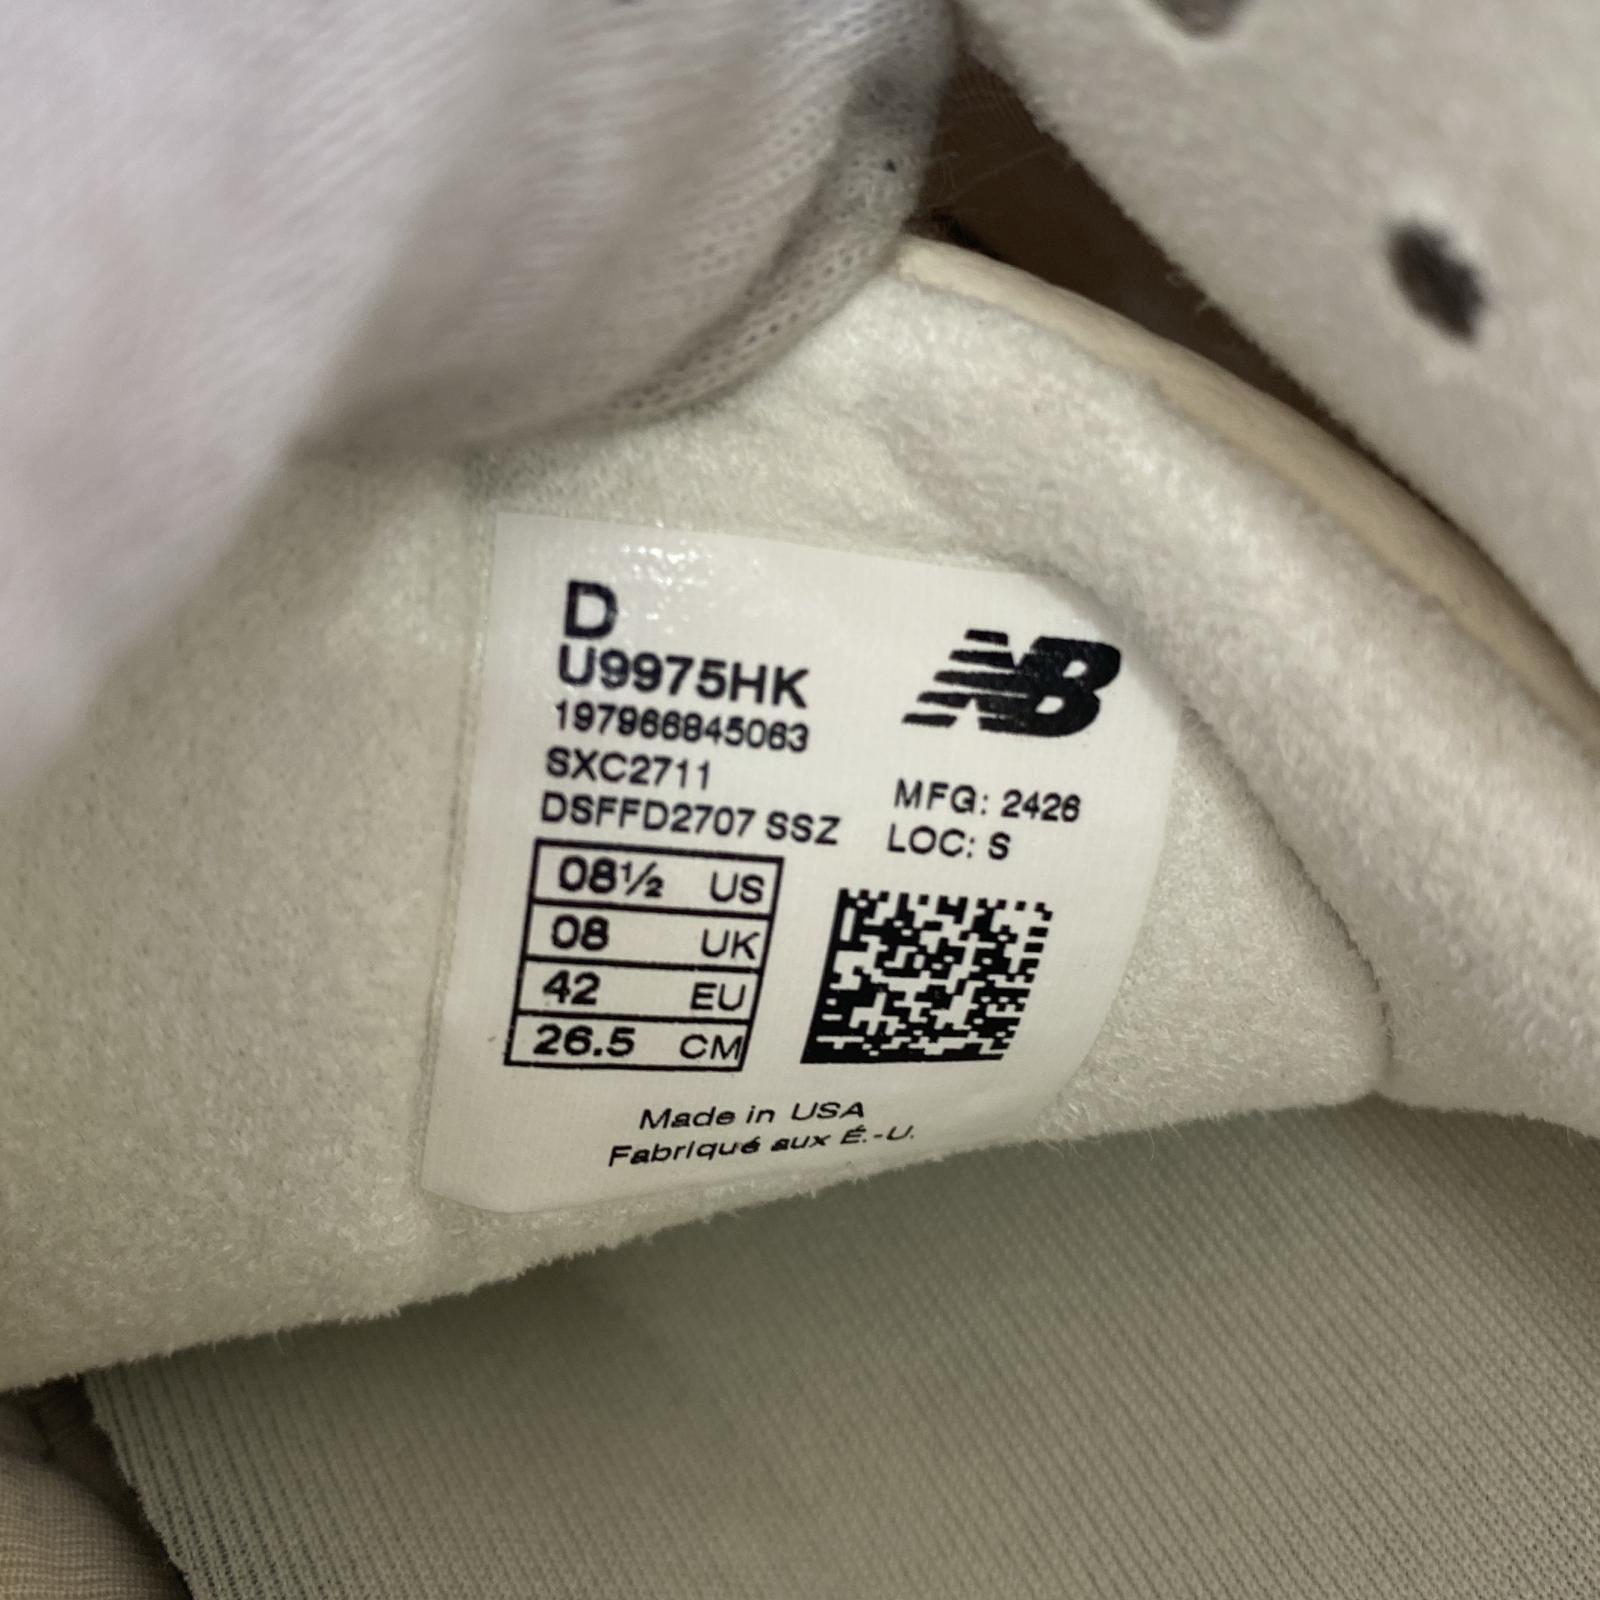 D
U9975HK
197966845063
SXC2711
DSFFD2707 SSZ
NB
MFG: 2426
LOC: S
08½ US
08 UK
42 EU
26.5 CM
Made in USA
Fabriqué aux É.-U.